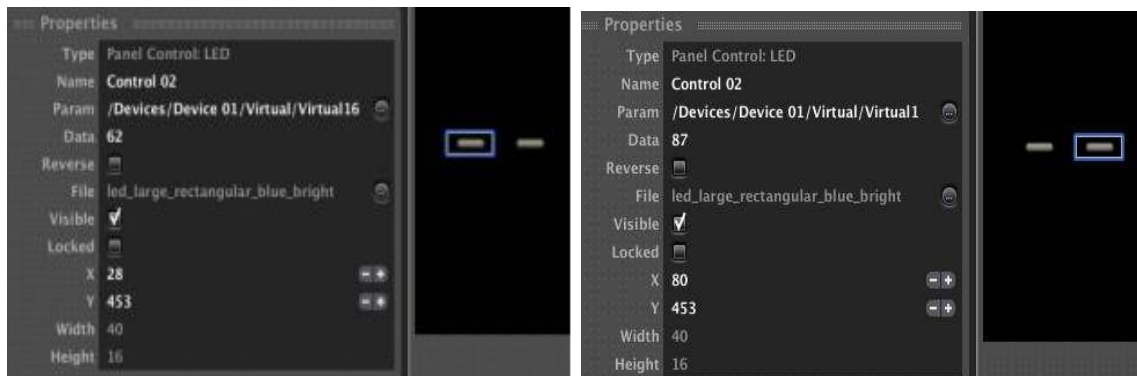 Properties
Type Panel Control: LED
Name Control 02
Param /Devices/Device 01/Virtual/Virtual16
Data 62
Reverse
File led_large_rectangular_blue_bright
Visible
Locked
X 28
Y 453
Width 40
Height 16
Properties
Type Panel Control: LED
Name Control 02
Param /Devices/Device 01/Virtual/Virtual1
Data 87
Reverse
File led_large_rectangular_blue_bright
Visible
Locked
X 80
Y 453
Width 40
Height 16